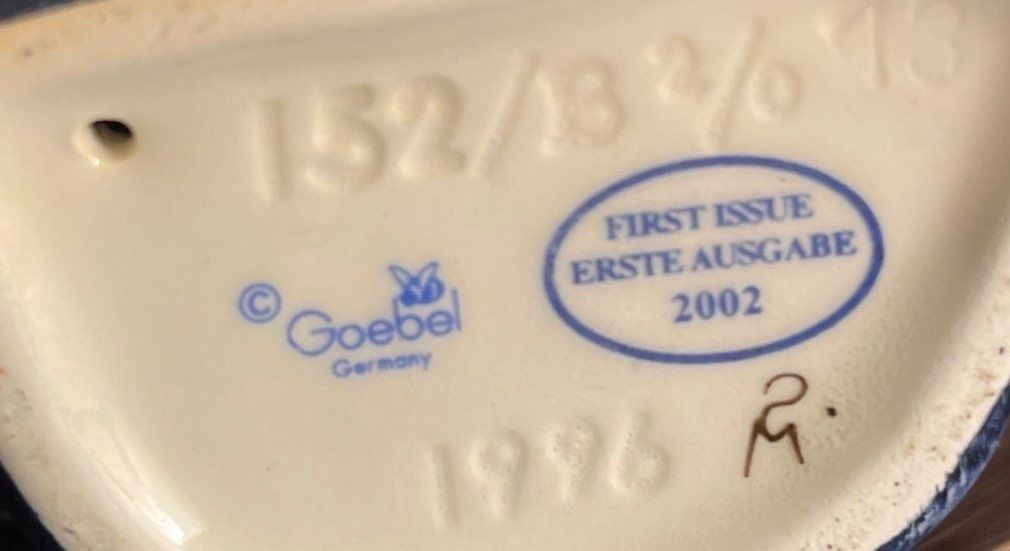 152/B 2/0 13
FIRST ISSUE
ERSTE AUSGABE
2002
© Goebel
Germany
1996